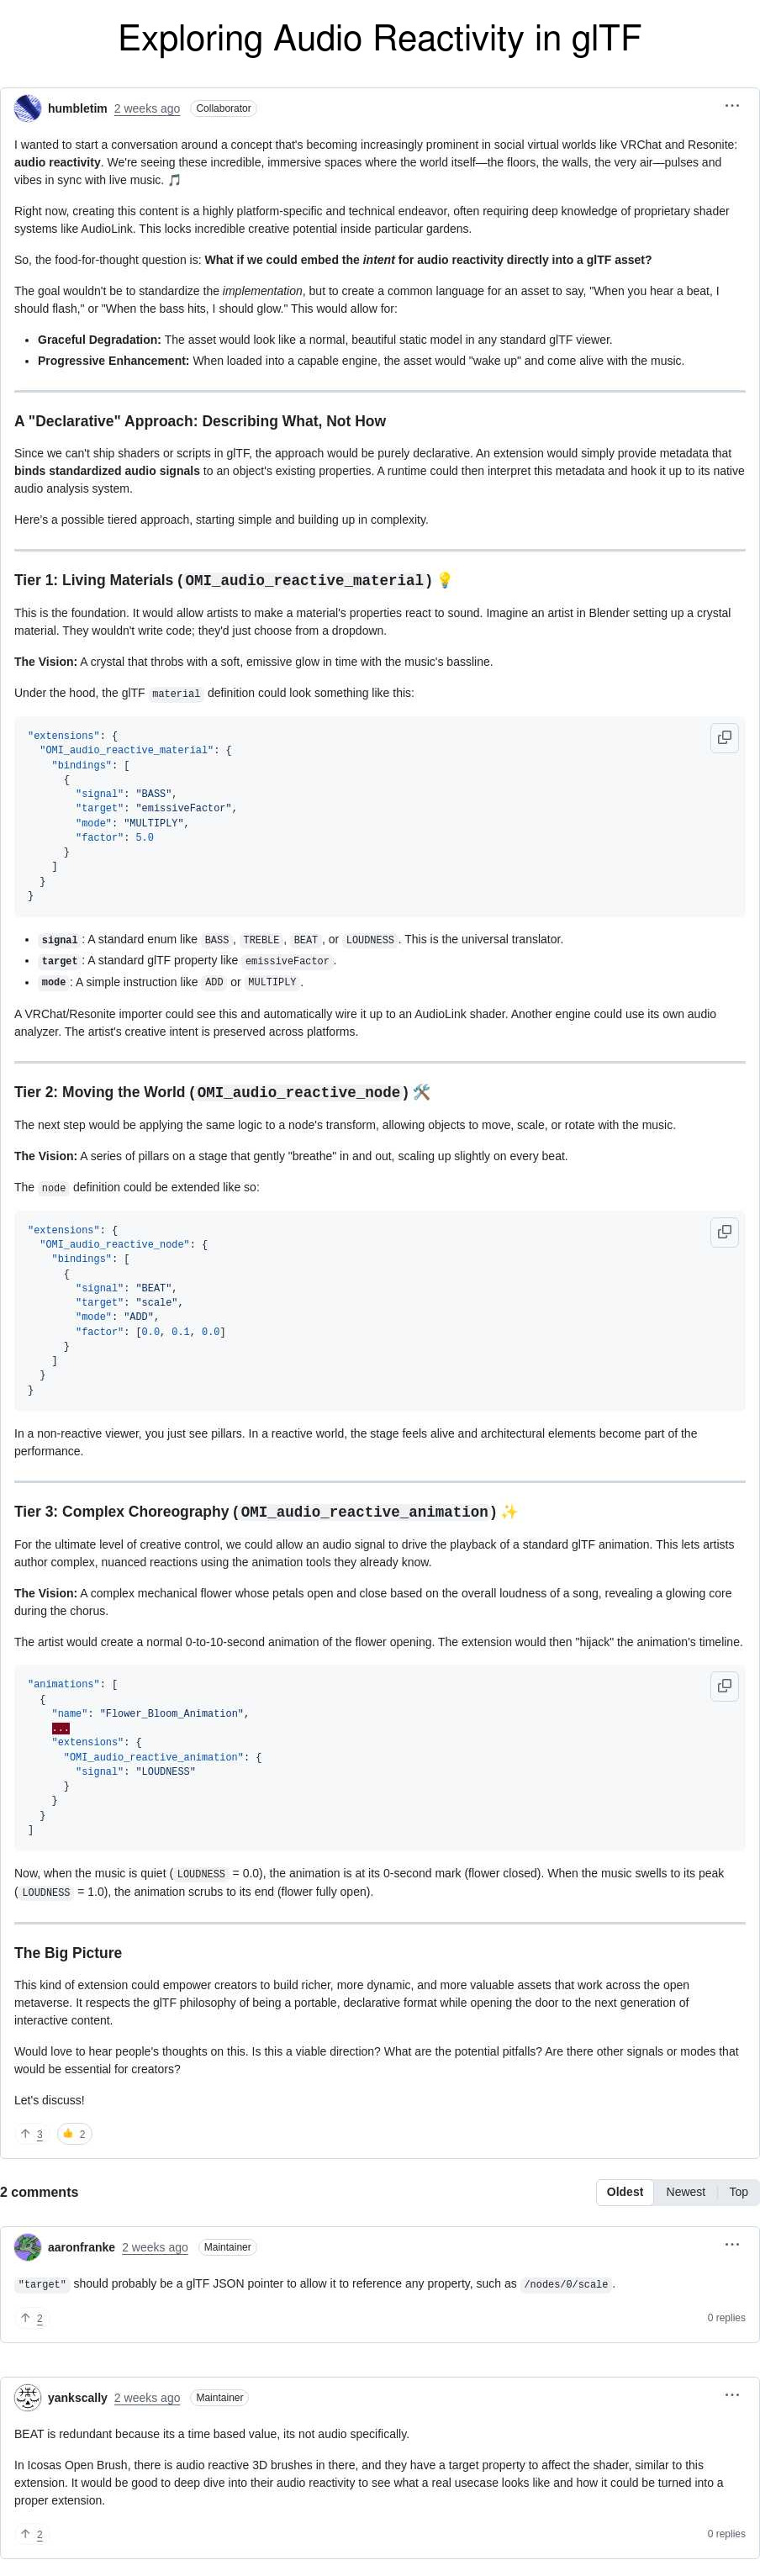 Exploring Audio Reactivity in glTF
humbletim 2 weeks ago Collaborator
I wanted to start a conversation around a concept that's becoming increasingly prominent in social virtual worlds like VRChat and Resonite:
audio reactivity. We're seeing these incredible, immersive spaces where the world itself—the floors, the walls, the very air—pulses and
vibes in sync with live music. 🎵
Right now, creating this content is a highly platform-specific and technical endeavor, often requiring deep knowledge of proprietary shader
systems like AudioLink. This locks incredible creative potential inside particular gardens.
So, the food-for-thought question is: What if we could embed the intent for audio reactivity directly into a glTF asset?
The goal wouldn't be to standardize the implementation, but to create a common language for an asset to say, "When you hear a beat, I
should flash," or "When the bass hits, I should glow." This would allow for:
• Graceful Degradation: The asset would look like a normal, beautiful static model in any standard glTF viewer.
• Progressive Enhancement: When loaded into a capable engine, the asset would "wake up" and come alive with the music.
A "Declarative" Approach: Describing What, Not How
Since we can't ship shaders or scripts in glTF, the approach would be purely declarative. An extension would simply provide metadata that
binds standardized audio signals to an object's existing properties. A runtime could then interpret this metadata and hook it up to its native
audio analysis system.
Here's a possible tiered approach, starting simple and building up in complexity.
Tier 1: Living Materials (OMI_audio_reactive_material) 💡
This is the foundation. It would allow artists to make a material's properties react to sound. Imagine an artist in Blender setting up a crystal
material. They wouldn't write code; they'd just choose from a dropdown.
The Vision: A crystal that throbs with a soft, emissive glow in time with the music's bassline.
Under the hood, the glTF material definition could look something like this:
"extensions": {
"OMI_audio_reactive_material": {
"bindings": [
{
"signal": "BASS",
"target": "emissiveFactor",
"mode": "MULTIPLY",
"factor": 5.0
}
]
}
}
• signal: A standard enum like BASS, TREBLE, BEAT, or LOUDNESS. This is the universal translator.
• target: A standard glTF property like emissiveFactor.
• mode: A simple instruction like ADD or MULTIPLY.
A VRChat/Resonite importer could see this and automatically wire it up to an AudioLink shader. Another engine could use its own audio
analyzer. The artist's creative intent is preserved across platforms.
Tier 2: Moving the World (OMI_audio_reactive_node) 🛠️
The next step would be applying the same logic to a node's transform, allowing objects to move, scale, or rotate with the music.
The Vision: A series of pillars on a stage that gently "breathe" in and out, scaling up slightly on every beat.
The node definition could be extended like so:
"extensions": {
"OMI_audio_reactive_node": {
"bindings": [
{
"signal": "BEAT",
"target": "scale",
"mode": "ADD",
"factor": [0.0, 0.1, 0.0]
}
]
}
}
In a non-reactive viewer, you just see pillars. In a reactive world, the stage feels alive and architectural elements become part of the
performance.
Tier 3: Complex Choreography (OMI_audio_reactive_animation) ✨
For the ultimate level of creative control, we could allow an audio signal to drive the playback of a standard glTF animation. This lets artists
author complex, nuanced reactions using the animation tools they already know.
The Vision: A complex mechanical flower whose petals open and close based on the overall loudness of a song, revealing a glowing core
during the chorus.
The artist would create a normal 0-to-10-second animation of the flower opening. The extension would then "hijack" the animation's timeline.
"animations": [
{
"name": "Flower_Bloom_Animation",
...
"extensions": {
"OMI_audio_reactive_animation": {
"signal": "LOUDNESS"
}
}
}
]
Now, when the music is quiet (LOUDNESS = 0.0), the animation is at its 0-second mark (flower closed). When the music swells to its peak
(LOUDNESS = 1.0), the animation scrubs to its end (flower fully open).
The Big Picture
This kind of extension could empower creators to build richer, more dynamic, and more valuable assets that work across the open
metaverse. It respects the glTF philosophy of being a portable, declarative format while opening the door to the next generation of
interactive content.
Would love to hear people's thoughts on this. Is this a viable direction? What are the potential pitfalls? Are there other signals or modes that
would be essential for creators?
Let's discuss!
↑ 3 👍 2
2 comments Oldest Newest Top
aaronfranke 2 weeks ago Maintainer
"target" should probably be a glTF JSON pointer to allow it to reference any property, such as /nodes/0/scale.
↑ 2 0 replies
yankscally 2 weeks ago Maintainer
BEAT is redundant because its a time based value, its not audio specifically.
In Icosas Open Brush, there is audio reactive 3D brushes in there, and they have a target property to affect the shader, similar to this
extension. It would be good to deep dive into their audio reactivity to see what a real usecase looks like and how it could be turned into a
proper extension.
↑ 2 0 replies